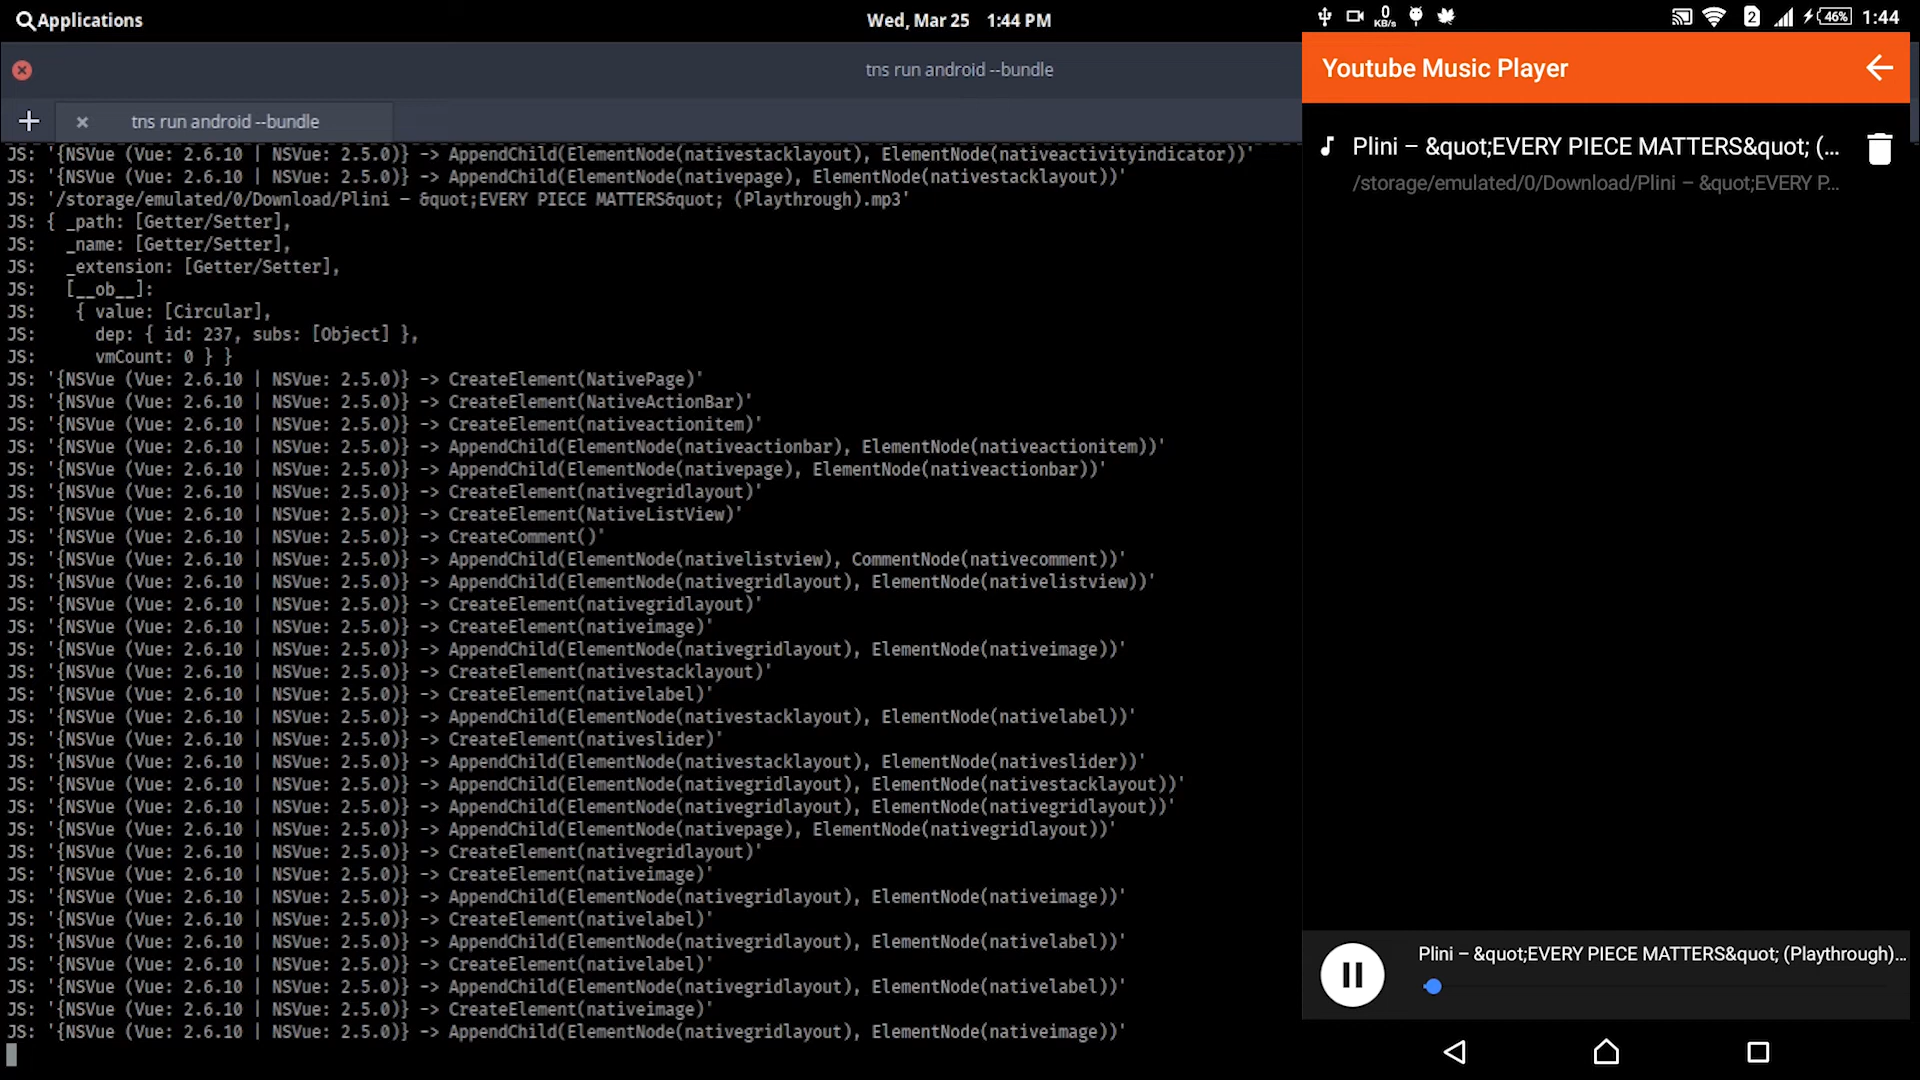 Applications
Wed, Mar 25 1:44 PM
tns run android --bundle
tns run android --bundle
JS: '{NSVue (Vue: 2.6.10 | NSVue: 2.5.0)} -> AppendChild(ElementNode(nativestacklayout), ElementNode(nativeactivityindicator))'
JS: '{NSVue (Vue: 2.6.10 | NSVue: 2.5.0)} -> AppendChild(ElementNode(nativepage), ElementNode(nativestacklayout))'
JS: '/storage/emulated/0/Download/Plini – &quot;EVERY PIECE MATTERS&quot; (Playthrough).mp3'
JS: { _path: [Getter/Setter],
JS:   _name: [Getter/Setter],
JS:   _extension: [Getter/Setter],
JS:   [__ob__]:
JS:    { value: [Circular],
JS:      dep: { id: 237, subs: [Object] },
JS:      vmCount: 0 } }
JS: '{NSVue (Vue: 2.6.10 | NSVue: 2.5.0)} -> CreateElement(NativePage)'
JS: '{NSVue (Vue: 2.6.10 | NSVue: 2.5.0)} -> CreateElement(NativeActionBar)'
JS: '{NSVue (Vue: 2.6.10 | NSVue: 2.5.0)} -> CreateElement(nativeactionitem)'
JS: '{NSVue (Vue: 2.6.10 | NSVue: 2.5.0)} -> AppendChild(ElementNode(nativeactionbar), ElementNode(nativeactionitem))'
JS: '{NSVue (Vue: 2.6.10 | NSVue: 2.5.0)} -> AppendChild(ElementNode(nativepage), ElementNode(nativeactionbar))'
JS: '{NSVue (Vue: 2.6.10 | NSVue: 2.5.0)} -> CreateElement(nativegridlayout)'
JS: '{NSVue (Vue: 2.6.10 | NSVue: 2.5.0)} -> CreateElement(NativeListView)'
JS: '{NSVue (Vue: 2.6.10 | NSVue: 2.5.0)} -> CreateComment()'
JS: '{NSVue (Vue: 2.6.10 | NSVue: 2.5.0)} -> AppendChild(ElementNode(nativelistview), CommentNode(nativecomment))'
JS: '{NSVue (Vue: 2.6.10 | NSVue: 2.5.0)} -> AppendChild(ElementNode(nativegridlayout), ElementNode(nativelistview))'
JS: '{NSVue (Vue: 2.6.10 | NSVue: 2.5.0)} -> CreateElement(nativegridlayout)'
JS: '{NSVue (Vue: 2.6.10 | NSVue: 2.5.0)} -> CreateElement(nativeimage)'
JS: '{NSVue (Vue: 2.6.10 | NSVue: 2.5.0)} -> AppendChild(ElementNode(nativegridlayout), ElementNode(nativeimage))'
JS: '{NSVue (Vue: 2.6.10 | NSVue: 2.5.0)} -> CreateElement(nativestacklayout)'
JS: '{NSVue (Vue: 2.6.10 | NSVue: 2.5.0)} -> CreateElement(nativelabel)'
JS: '{NSVue (Vue: 2.6.10 | NSVue: 2.5.0)} -> AppendChild(ElementNode(nativestacklayout), ElementNode(nativelabel))'
JS: '{NSVue (Vue: 2.6.10 | NSVue: 2.5.0)} -> CreateElement(nativeslider)'
JS: '{NSVue (Vue: 2.6.10 | NSVue: 2.5.0)} -> AppendChild(ElementNode(nativestacklayout), ElementNode(nativeslider))'
JS: '{NSVue (Vue: 2.6.10 | NSVue: 2.5.0)} -> AppendChild(ElementNode(nativegridlayout), ElementNode(nativestacklayout))'
JS: '{NSVue (Vue: 2.6.10 | NSVue: 2.5.0)} -> AppendChild(ElementNode(nativegridlayout), ElementNode(nativegridlayout))'
JS: '{NSVue (Vue: 2.6.10 | NSVue: 2.5.0)} -> AppendChild(ElementNode(nativepage), ElementNode(nativegridlayout))'
JS: '{NSVue (Vue: 2.6.10 | NSVue: 2.5.0)} -> CreateElement(nativegridlayout)'
JS: '{NSVue (Vue: 2.6.10 | NSVue: 2.5.0)} -> CreateElement(nativeimage)'
JS: '{NSVue (Vue: 2.6.10 | NSVue: 2.5.0)} -> AppendChild(ElementNode(nativegridlayout), ElementNode(nativeimage))'
JS: '{NSVue (Vue: 2.6.10 | NSVue: 2.5.0)} -> CreateElement(nativelabel)'
JS: '{NSVue (Vue: 2.6.10 | NSVue: 2.5.0)} -> AppendChild(ElementNode(nativegridlayout), ElementNode(nativelabel))'
JS: '{NSVue (Vue: 2.6.10 | NSVue: 2.5.0)} -> CreateElement(nativelabel)'
JS: '{NSVue (Vue: 2.6.10 | NSVue: 2.5.0)} -> AppendChild(ElementNode(nativegridlayout), ElementNode(nativelabel))'
JS: '{NSVue (Vue: 2.6.10 | NSVue: 2.5.0)} -> CreateElement(nativeimage)'
JS: '{NSVue (Vue: 2.6.10 | NSVue: 2.5.0)} -> AppendChild(ElementNode(nativegridlayout), ElementNode(nativeimage))'
0 KB/s 2 46% 1:44
Youtube Music Player
Plini – &quot;EVERY PIECE MATTERS&quot; (...
/storage/emulated/0/Download/Plini – &quot;EVERY P...
Plini – &quot;EVERY PIECE MATTERS&quot; (Playthrough)...